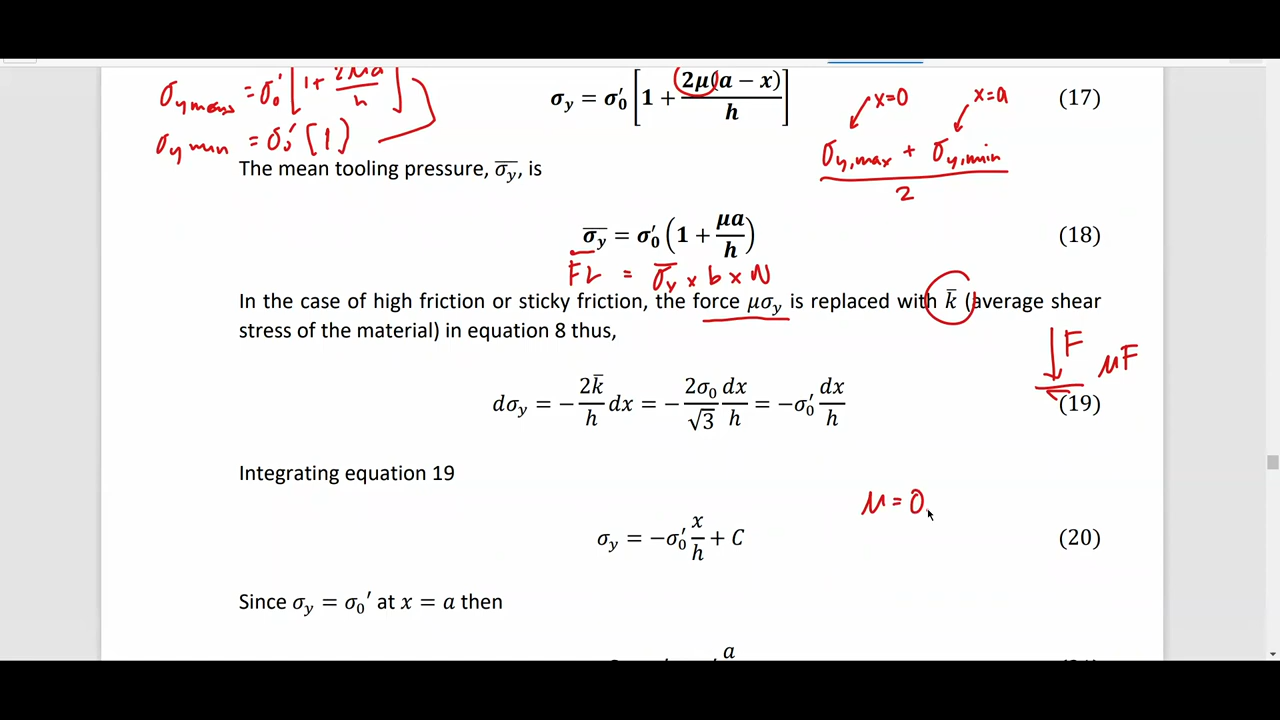 σy max = σ₀′ [1 + 2μa/h]
σy min = σ₀′ [1]
σy = σ₀′ [1 + 2μ(a − x)/h] (17)
x=0 x=a
(σy,max + σy,min)/2
The mean tooling pressure, σ̄y, is
σ̄y = σ₀′ (1 + μa/h) (18)
= σ̄y × b × w
In the case of high friction or sticky friction, the force μσy is replaced with k̄ (average shear
stress of the material) in equation 8 thus,
↓F μF
dσy = −(2k̄/h) dx = −(2σ₀/√3)(dx/h) = −σ₀′ (dx/h) (19)
Integrating equation 19
μ = 0.
σy = −σ₀′ (x/h) + C (20)
Since σy = σ₀′ at x = a then
a